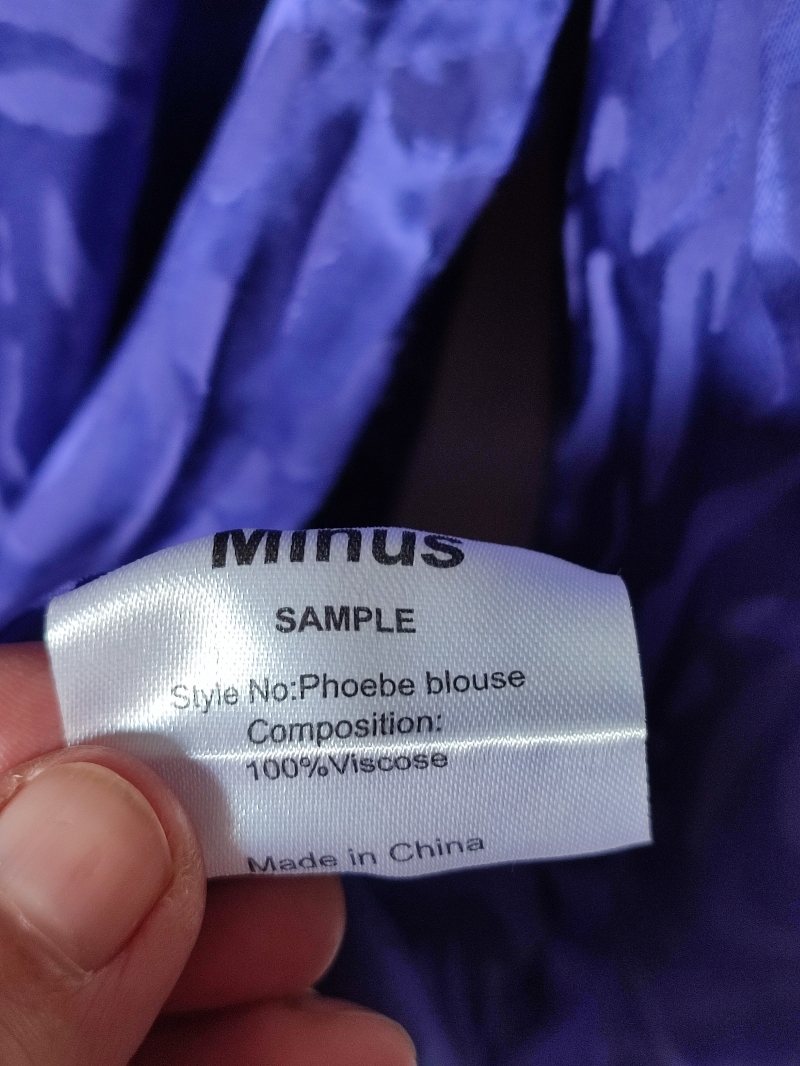 Minus
SAMPLE
Style No:Phoebe blouse
Composition:
100%Viscose
Made in China